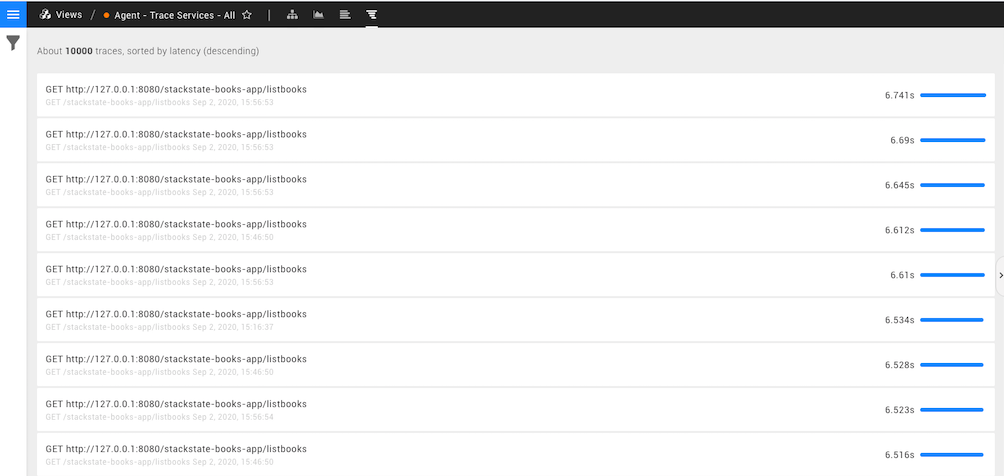 Views / Agent - Trace Services - All
About 10000 traces, sorted by latency (descending)
GET http://127.0.0.1:8080/stackstate-books-app/listbooks
6.741s
GET /stackstate-books-app/listbooks Sep 2, 2020, 15:56:53
GET http://127.0.0.1:8080/stackstate-books-app/listbooks
6.69s
GET /stackstate-books-app/listbooks Sep 2, 2020, 15:56:53
GET http://127.0.0.1:8080/stackstate-books-app/listbooks
6.645s
GET /stackstate-books-app/listbooks Sep 2, 2020, 15:56:53
GET http://127.0.0.1:8080/stackstate-books-app/listbooks
6.612s
GET /stackstate-books-app/listbooks Sep 2, 2020, 15:46:50
GET http://127.0.0.1:8080/stackstate-books-app/listbooks
6.61s
GET /stackstate-books-app/listbooks Sep 2, 2020, 15:56:53
GET http://127.0.0.1:8080/stackstate-books-app/listbooks
6.534s
GET /stackstate-books-app/listbooks Sep 2, 2020, 15:16:37
GET http://127.0.0.1:8080/stackstate-books-app/listbooks
6.528s
GET /stackstate-books-app/listbooks Sep 2, 2020, 15:46:50
GET http://127.0.0.1:8080/stackstate-books-app/listbooks
6.523s
GET /stackstate-books-app/listbooks Sep 2, 2020, 15:56:54
GET http://127.0.0.1:8080/stackstate-books-app/listbooks
6.516s
GET /stackstate-books-app/listbooks Sep 2, 2020, 15:46:50